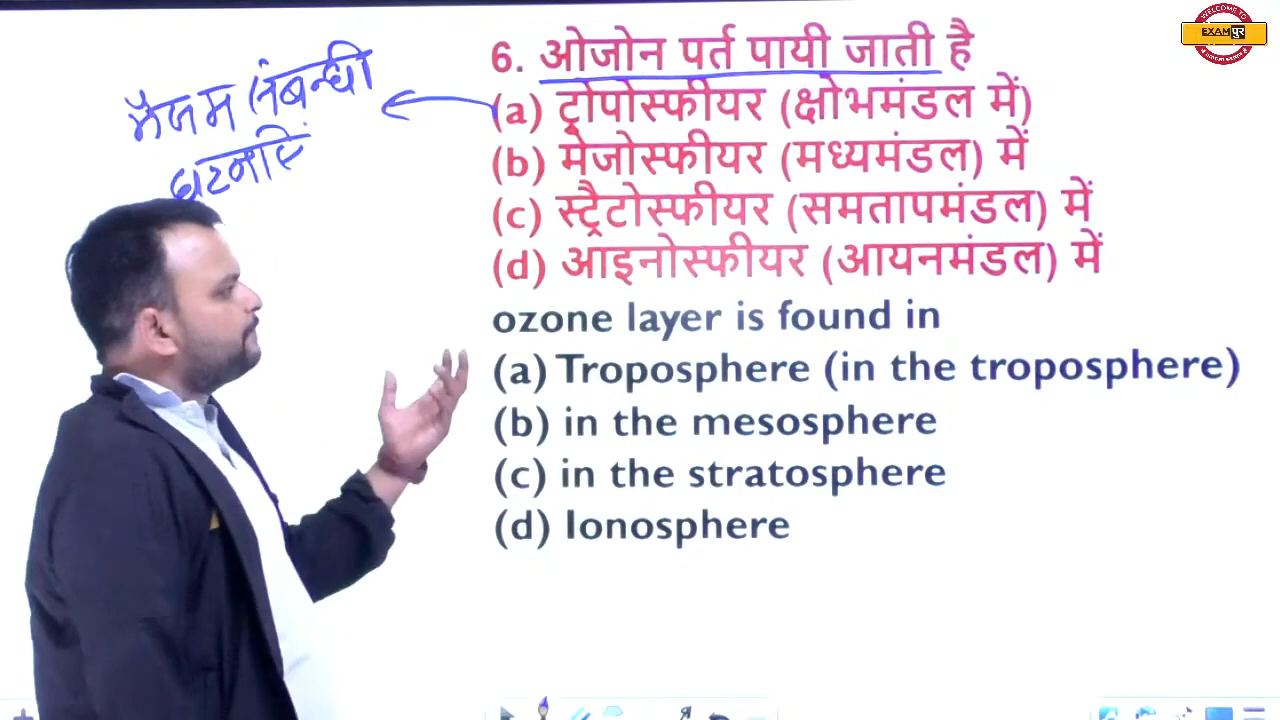 WELCOME TO
EXAMपुर
6. ओजोन पर्त पायी जाती है
(a) ट्रोपोस्फीयर (क्षोभमंडल में)
(b) मेजोस्फीयर (मध्यमंडल) में
(c) स्ट्रैटोस्फीयर (समतापमंडल) में
(d) आइनोस्फीयर (आयनमंडल) में
मौसम संबन्धी
घटनाएं
ozone layer is found in
(a) Troposphere (in the troposphere)
(b) in the mesosphere
(c) in the stratosphere
(d) Ionosphere